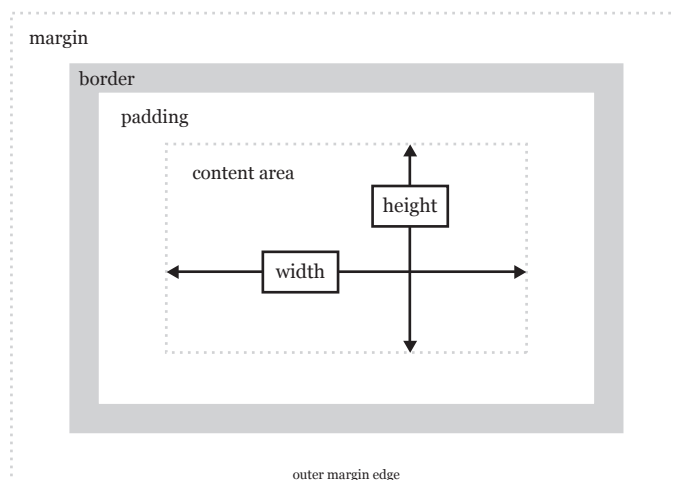 margin
border
padding
content area
height
width
outer margin edge